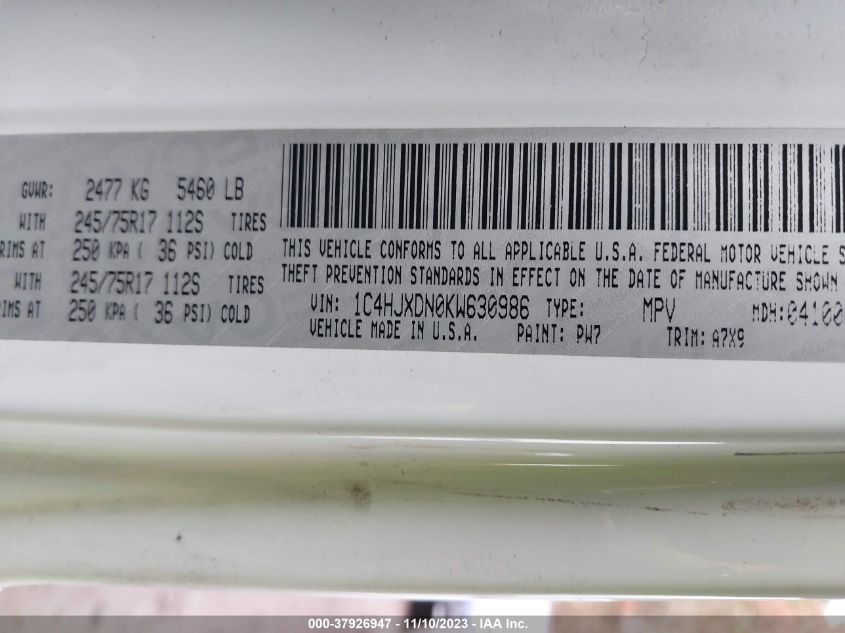 GVWR: 2477 KG 5460 LB
WITH 245/75R17 112S TIRES
RIMS AT 250 KPA ( 36 PSI) COLD
WITH 245/75R17 112S TIRES
RIMS AT 250 KPA ( 36 PSI) COLD
THIS VEHICLE CONFORMS TO ALL APPLICABLE U.S.A. FEDERAL MOTOR VEHICLE S
THEFT PREVENTION STANDARDS IN EFFECT ON THE DATE OF MANUFACTURE SHOWN
VIN: 1C4HJXDN0KW630986 TYPE: MPV MDH:04100
VEHICLE MADE IN U.S.A. PAINT: PW7 TRIM: A7X9
000-37926947 - 11/10/2023 - IAA, Inc.